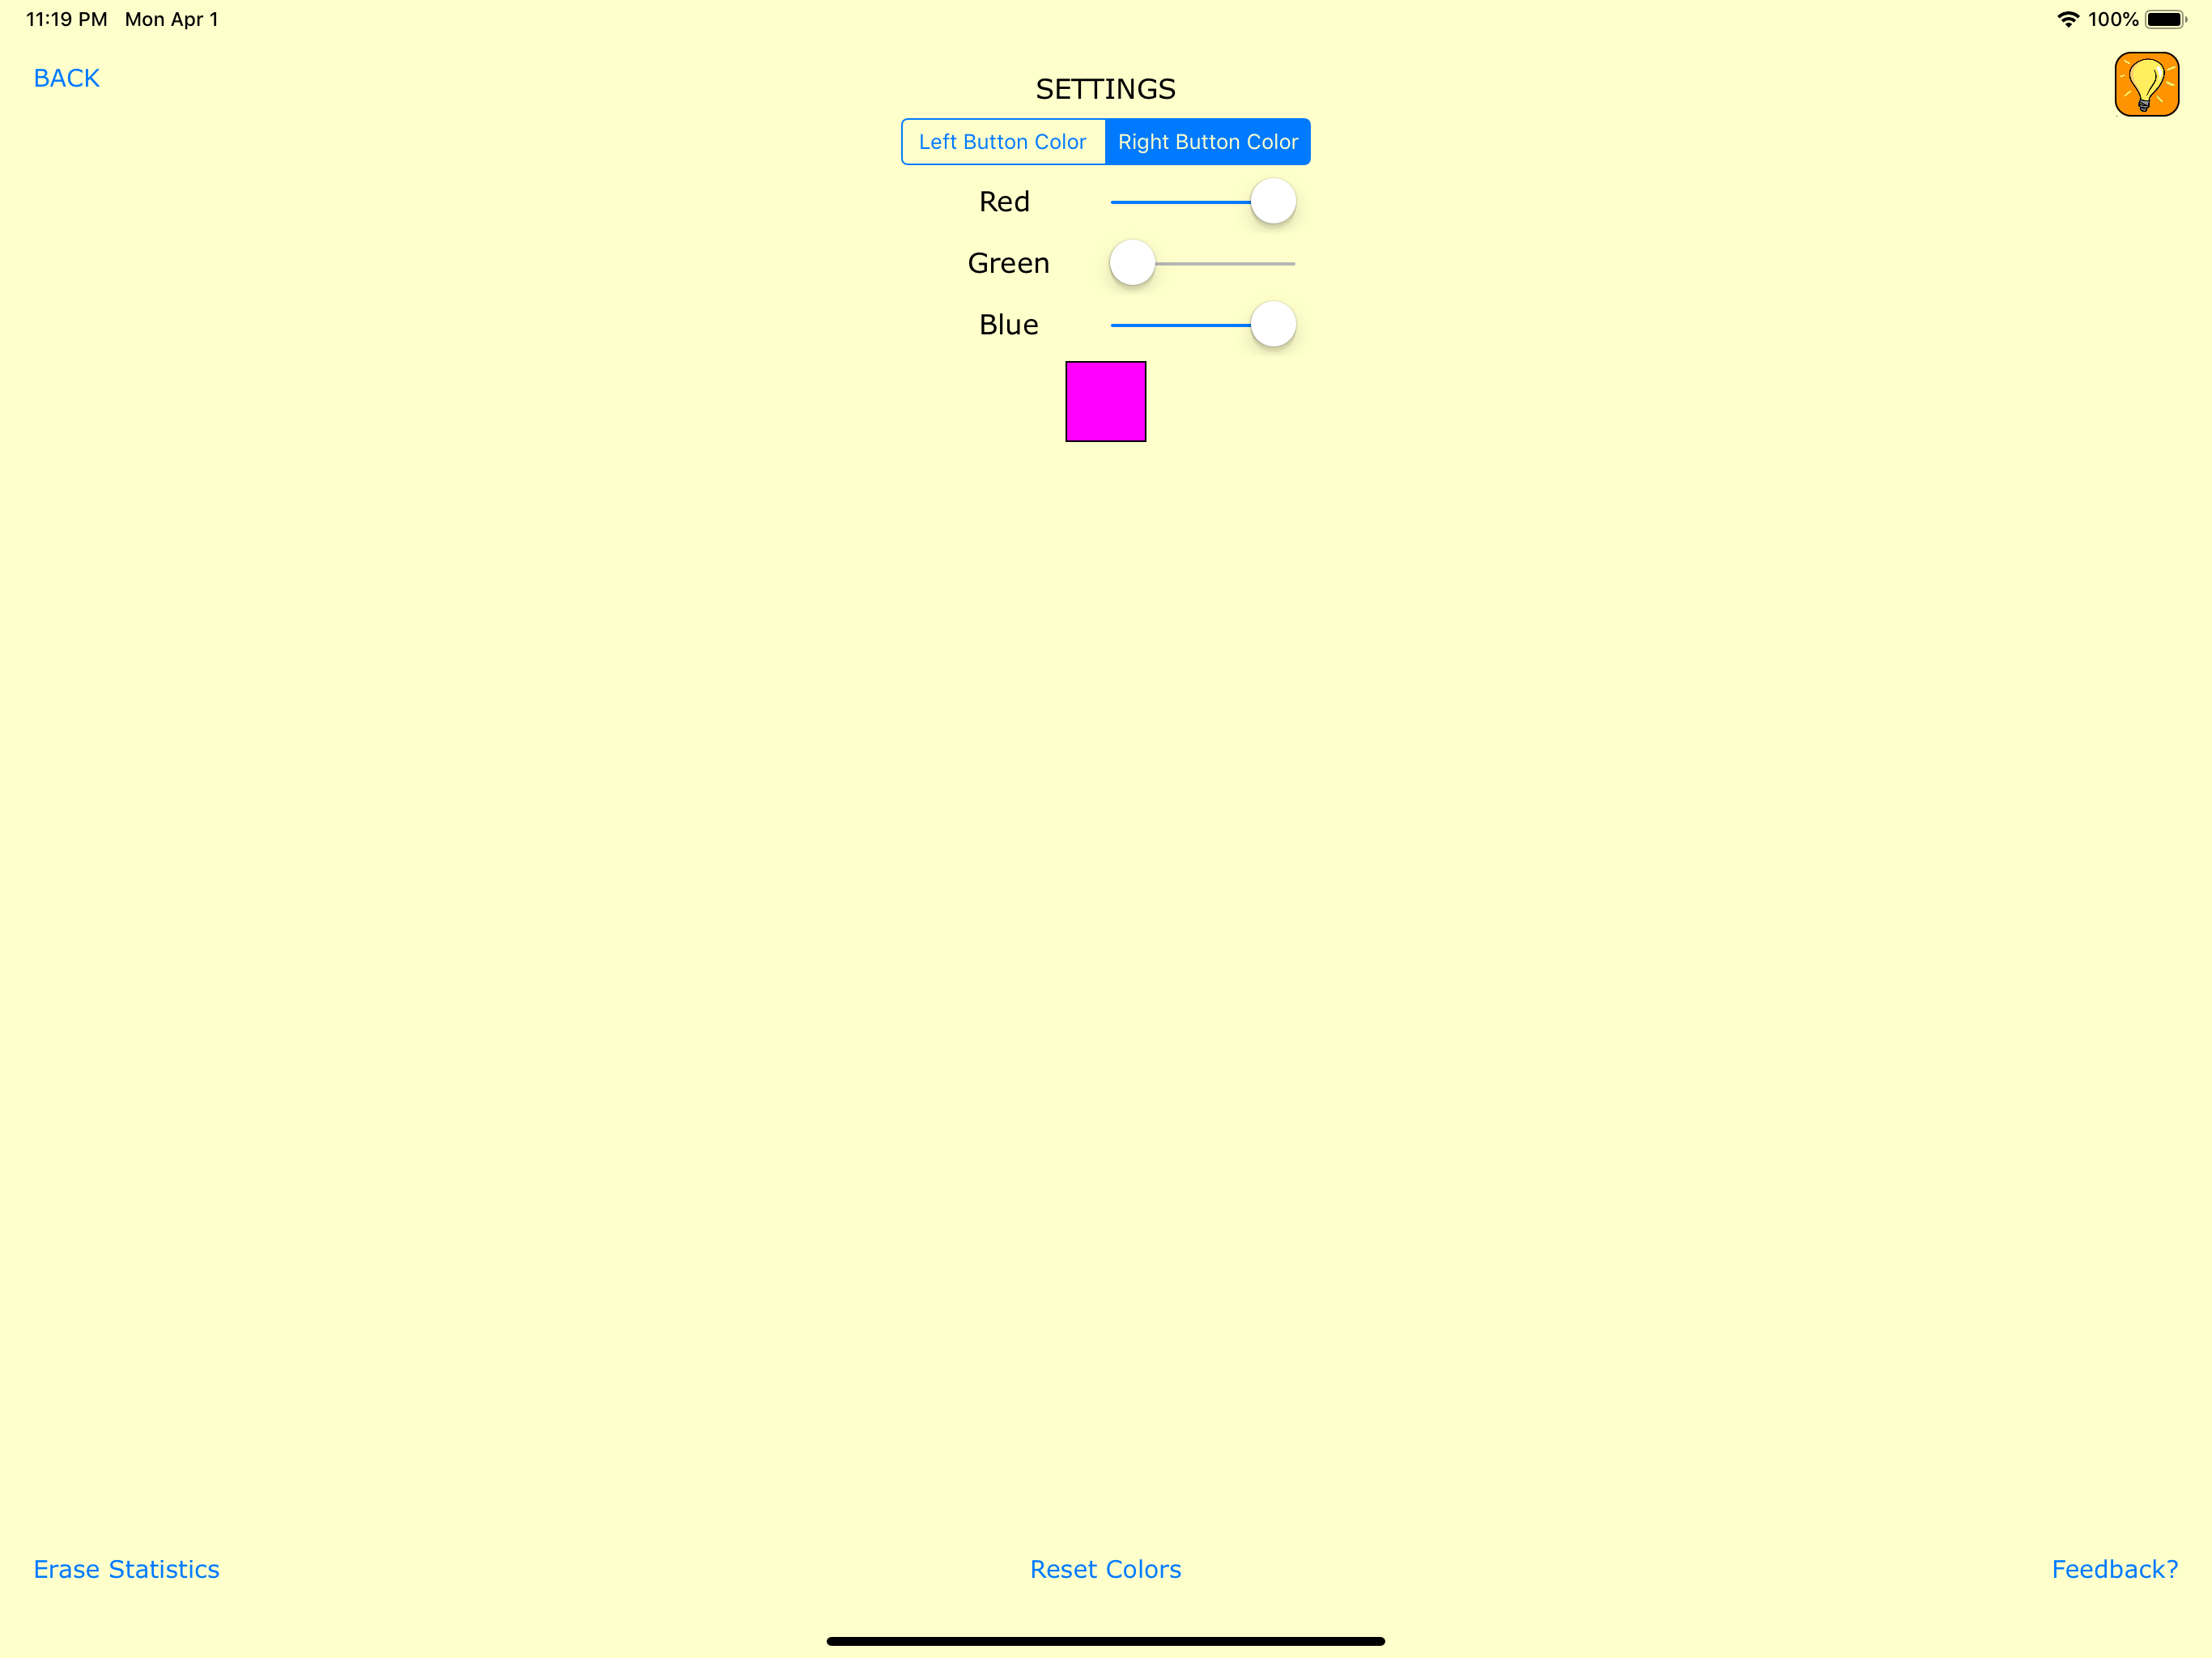 11:19 PM Mon Apr 1 100%
BACK
SETTINGS
Left Button Color Right Button Color
Red
Green
Blue
Erase Statistics Reset Colors Feedback?